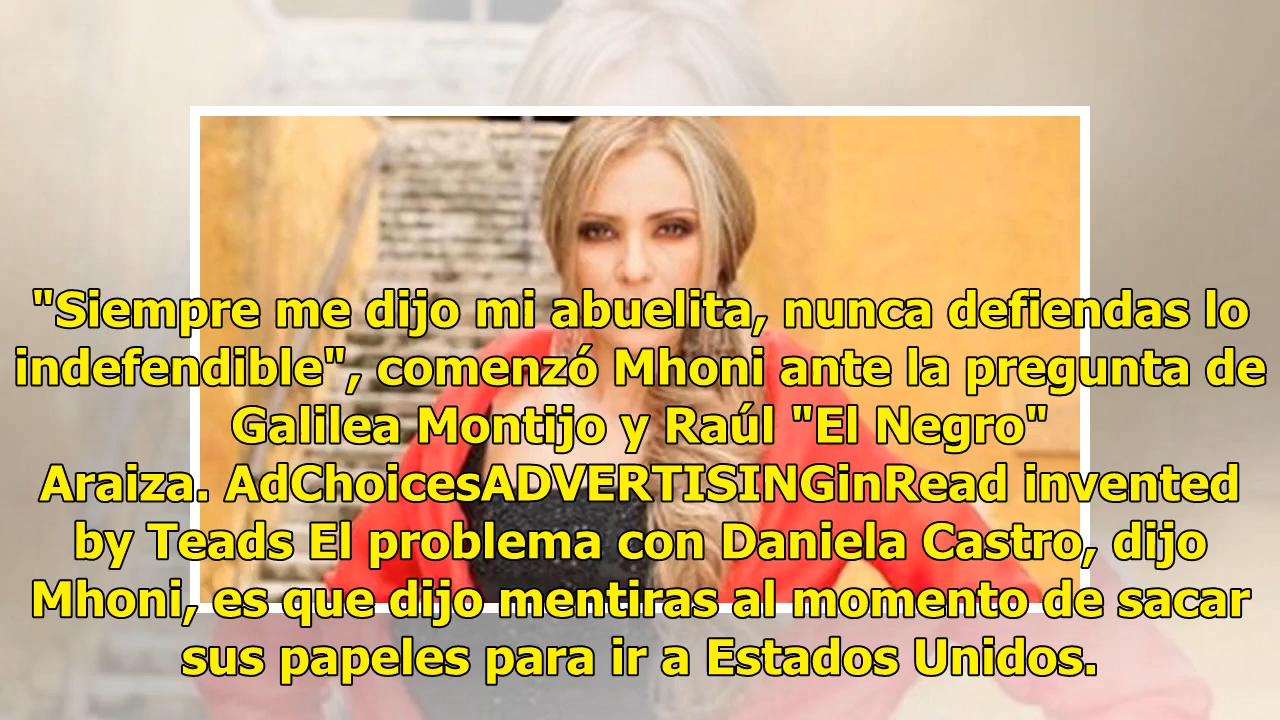 "Siempre me dijo mi abuelita, nunca defiendas lo
indefendible", comenzó Mhoni ante la pregunta de
Galilea Montijo y Raúl "El Negro"
Araiza. AdChoicesADVERTISINGinRead invented
by Teads El problema con Daniela Castro, dijo
Mhoni, es que dijo mentiras al momento de sacar
sus papeles para ir a Estados Unidos.